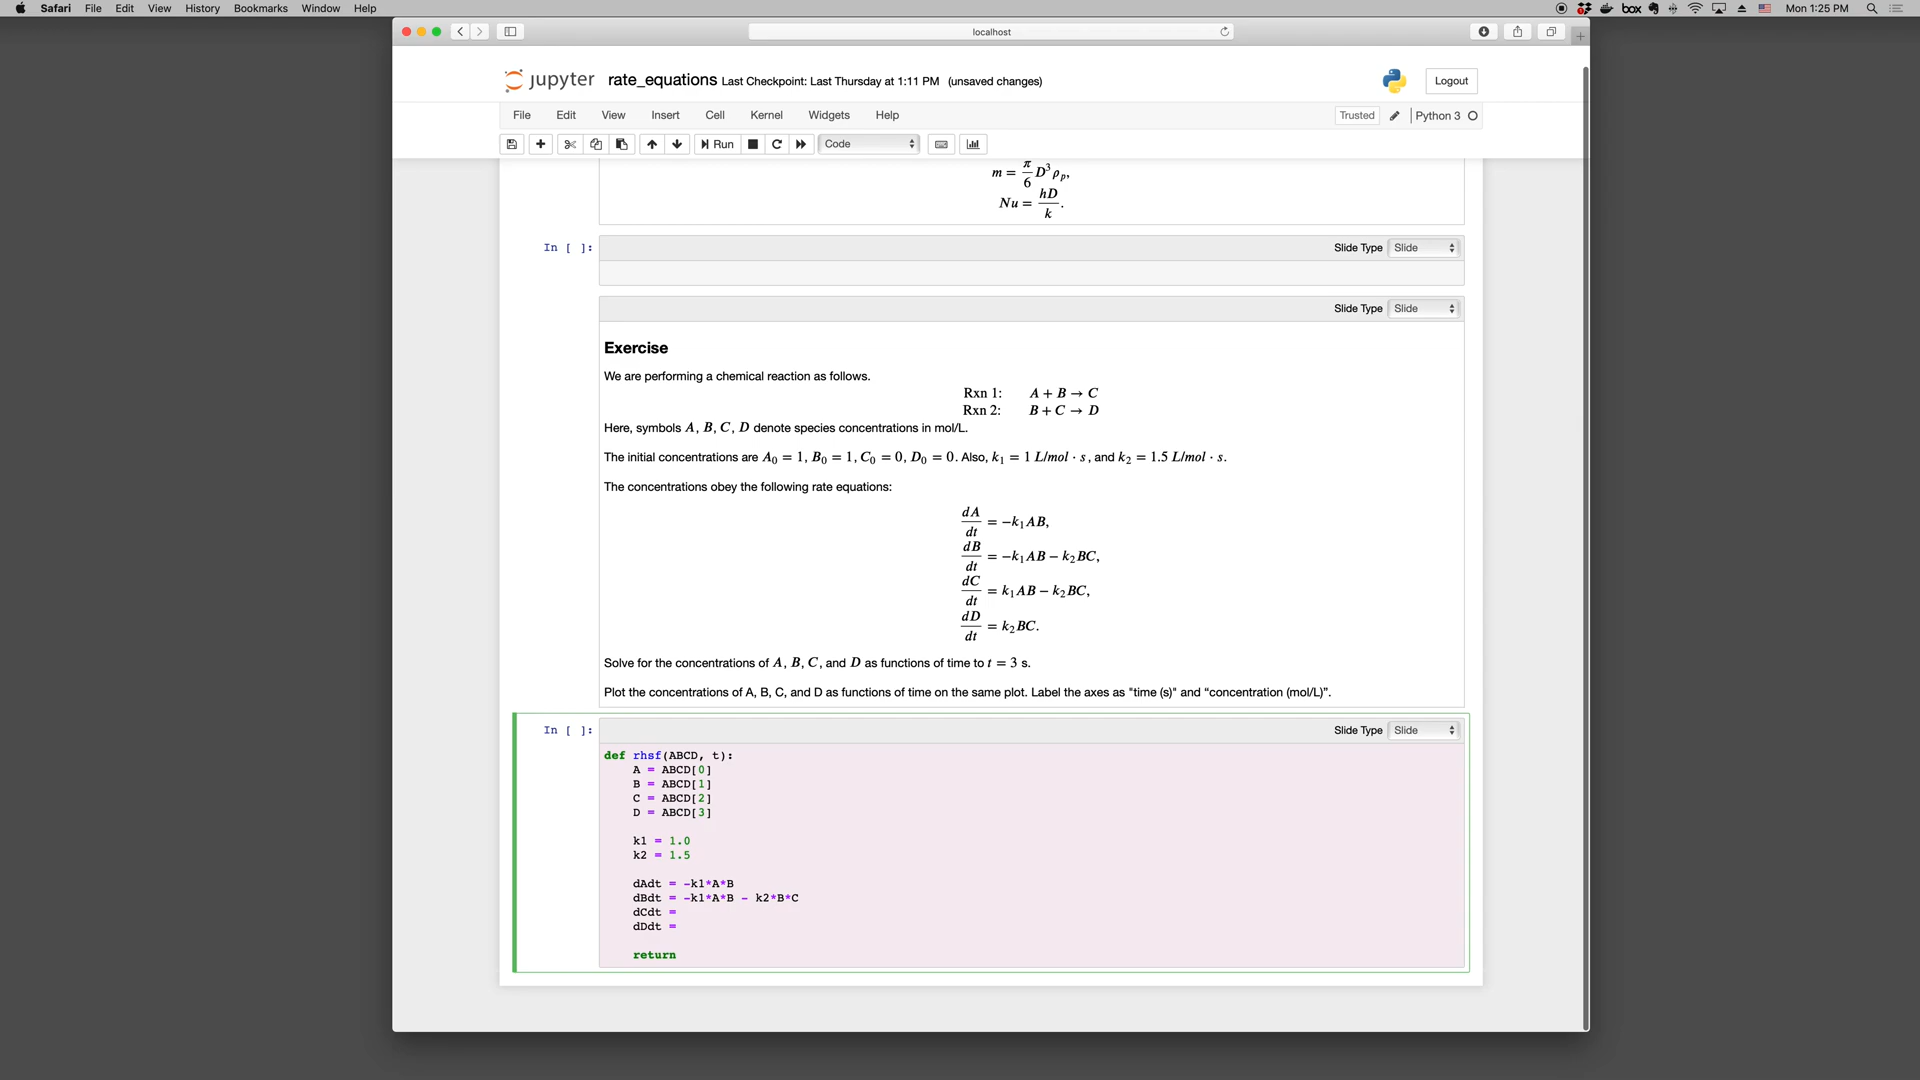 Safari File Edit View History Bookmarks Window Help
box Mon 1:25 PM
localhost
jupyter rate_equations Last Checkpoint: Last Thursday at 1:11 PM (unsaved changes)
Logout
File Edit View Insert Cell Kernel Widgets Help
Trusted Python 3
Run Code
m = π/6 D³ρₚ,
Nu = hD/k.
In [ ]:
Slide Type Slide
Slide Type Slide
Exercise
We are performing a chemical reaction as follows.
Rxn 1: A + B → C
Rxn 2: B + C → D
Here, symbols A, B, C, D denote species concentrations in mol/L.
The initial concentrations are A₀ = 1, B₀ = 1, C₀ = 0, D₀ = 0. Also, k₁ = 1 L/mol · s, and k₂ = 1.5 L/mol · s.
The concentrations obey the following rate equations:
dA/dt = −k₁AB,
dB/dt = −k₁AB − k₂BC,
dC/dt = k₁AB − k₂BC,
dD/dt = k₂BC.
Solve for the concentrations of A, B, C, and D as functions of time to t = 3 s.
Plot the concentrations of A, B, C, and D as functions of time on the same plot. Label the axes as "time (s)" and “concentration (mol/L)”.
In [ ]:
Slide Type Slide
def rhsf(ABCD, t):
    A = ABCD[0]
    B = ABCD[1]
    C = ABCD[2]
    D = ABCD[3]
    k1 = 1.0
    k2 = 1.5
    dAdt = -k1*A*B
    dBdt = -k1*A*B - k2*B*C
    dCdt =
    dDdt =
    return